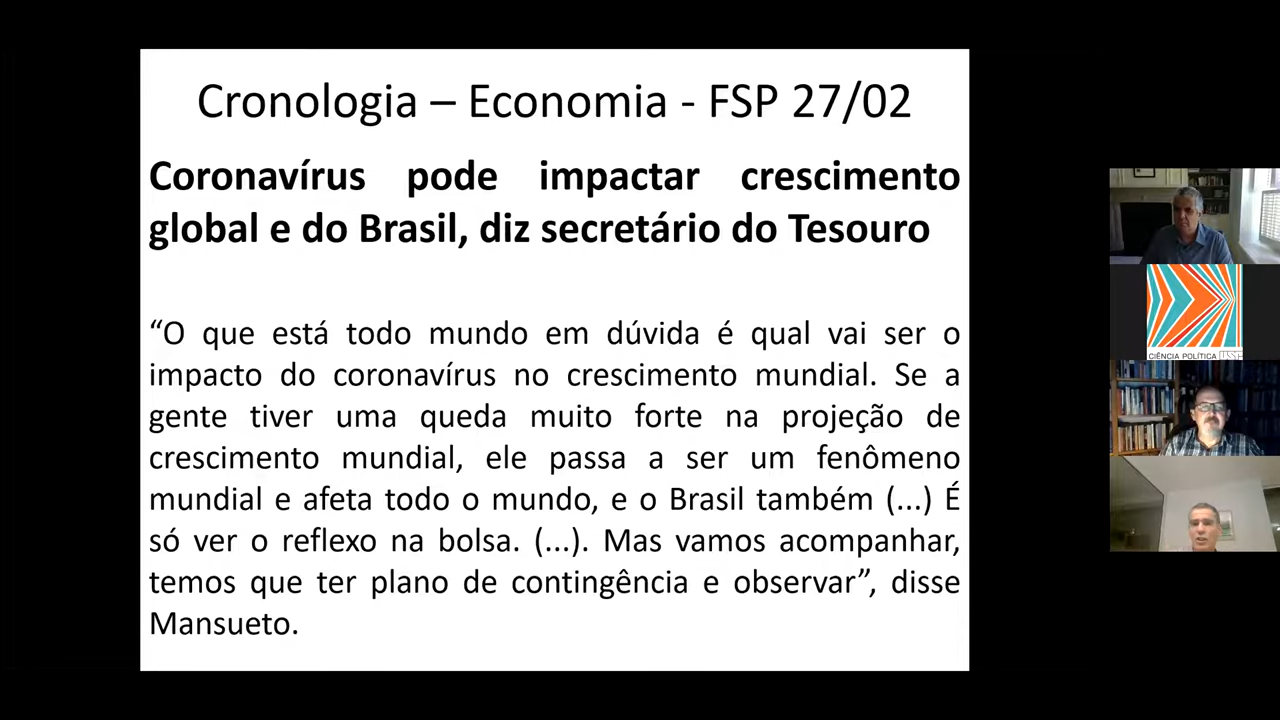 Cronologia – Economia - FSP 27/02
Coronavírus pode impactar crescimento
global e do Brasil, diz secretário do Tesouro
“O que está todo mundo em dúvida é qual vai ser o
impacto do coronavírus no crescimento mundial. Se a
gente tiver uma queda muito forte na projeção de
crescimento mundial, ele passa a ser um fenômeno
mundial e afeta todo o mundo, e o Brasil também (...) É
só ver o reflexo na bolsa. (...). Mas vamos acompanhar,
temos que ter plano de contingência e observar”, disse
Mansueto.
CIÊNCIA POLÍTICA USP